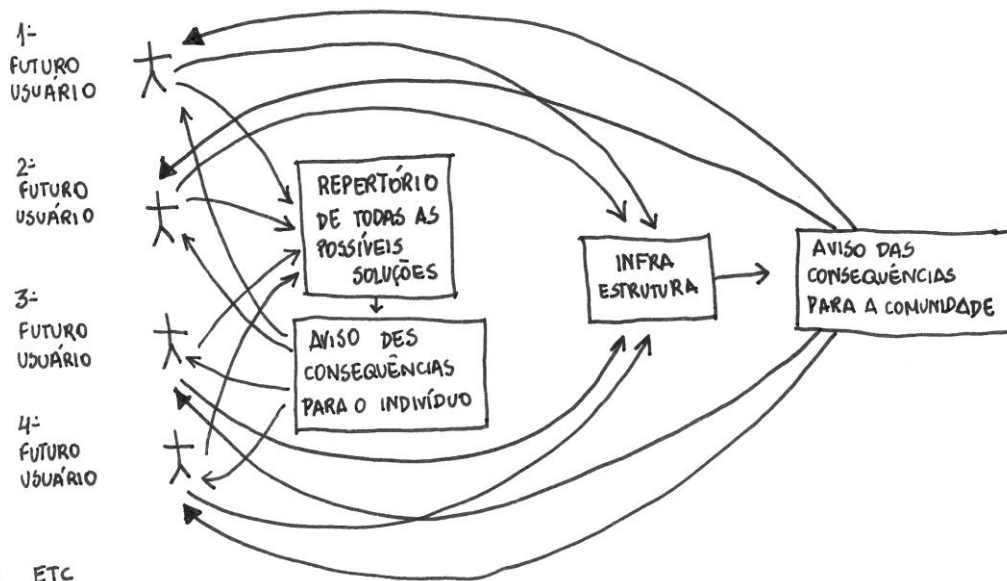 1-
FUTURO
USUÁRIO
2-
FUTURO
USUÁRIO
3-
FUTURO
USUÁRIO
4-
FUTURO
USUÁRIO
ETC
REPERTÓRIO
DE TODAS AS
POSSÍVEIS
SOLUÇÕES
AVISO DES
CONSEQUÊNCIAS
PARA O INDIVÍDUO
INFRA
ESTRUTURA
AVISO DAS
CONSEQUÊNCIAS
PARA A COMUNIDADE